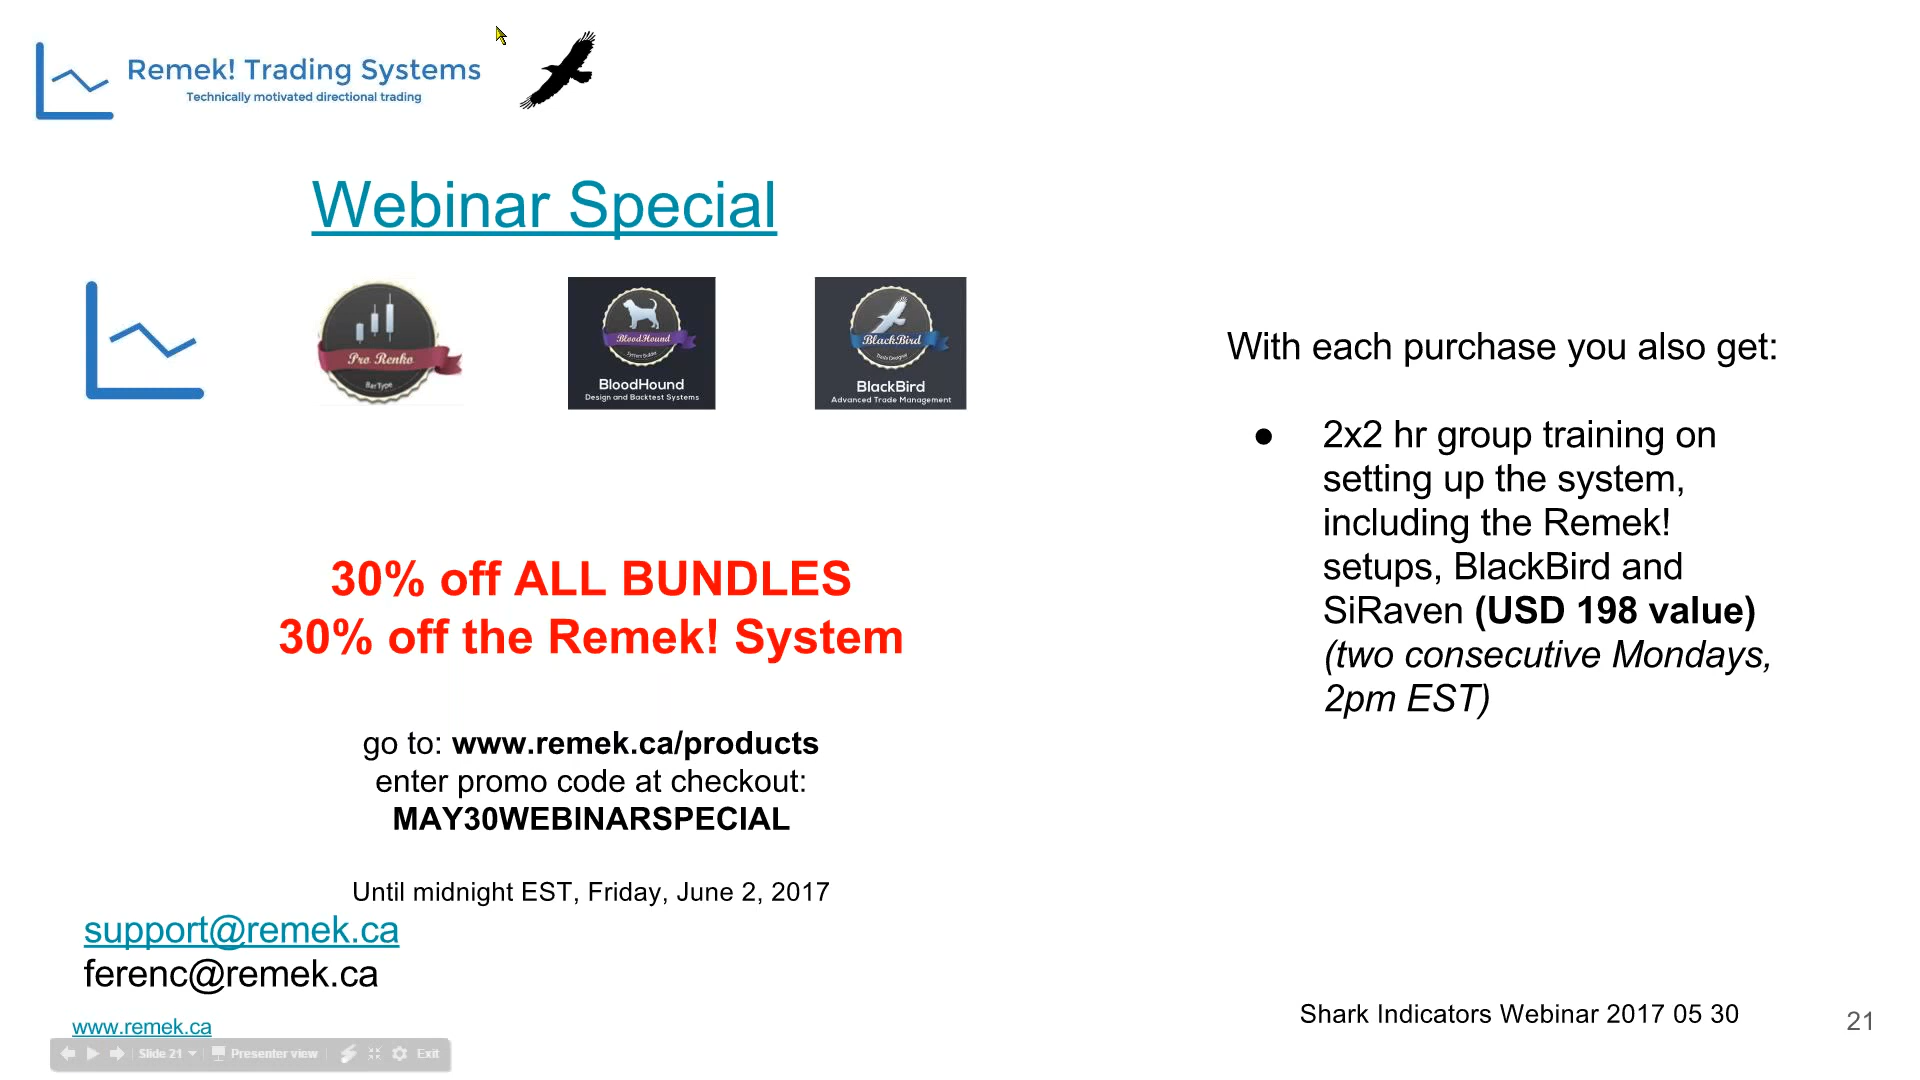 Remek! Trading Systems
Technically motivated directional trading
Webinar Special
Pro Renko
Bar Type
BloodHound
System Builder
BloodHound
Design and Backtest Systems
BlackBird
BlackBird
Advanced Trade Management
30% off ALL BUNDLES
30% off the Remek! System
go to: www.remek.ca/products
enter promo code at checkout:
MAY30WEBINARSPECIAL
Until midnight EST, Friday, June 2, 2017
support@remek.ca
ferenc@remek.ca
www.remek.ca
With each purchase you also get:
● 2x2 hr group training on
setting up the system,
including the Remek!
setups, BlackBird and
SiRaven (USD 198 value)
(two consecutive Mondays,
2pm EST)
Shark Indicators Webinar 2017 05 30
21
Slide 21
Presenter view
Exit